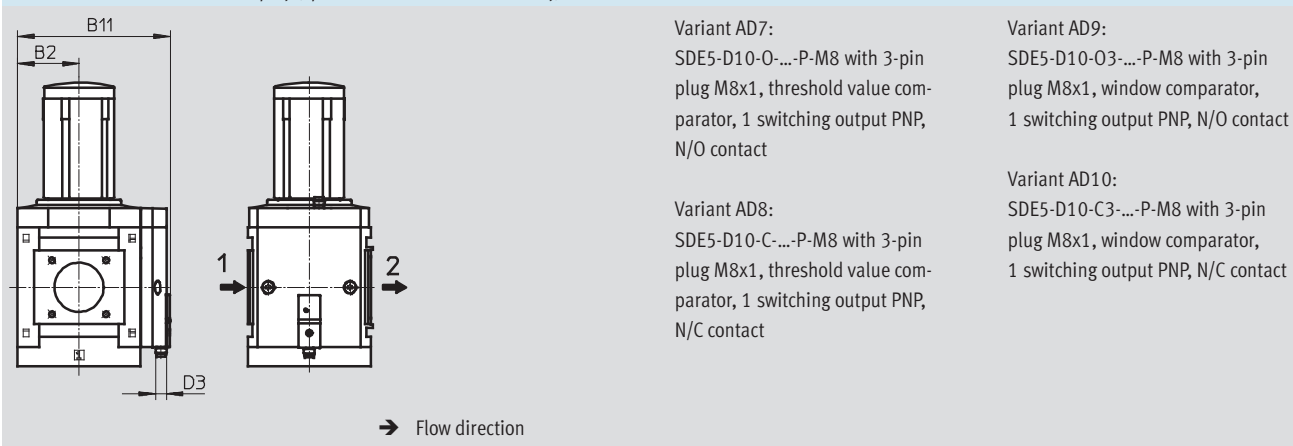 B11
B2
1
2
D3
➔ Flow direction
Variant AD7:
SDE5-D10-O-...-P-M8 with 3-pin
plug M8x1, threshold value com-
parator, 1 switching output PNP,
N/O contact
Variant AD8:
SDE5-D10-C-...-P-M8 with 3-pin
plug M8x1, threshold value com-
parator, 1 switching output PNP,
N/C contact
Variant AD9:
SDE5-D10-O3-...-P-M8 with 3-pin
plug M8x1, window comparator,
1 switching output PNP, N/O contact
Variant AD10:
SDE5-D10-C3-...-P-M8 with 3-pin
plug M8x1, window comparator,
1 switching output PNP, N/C contact